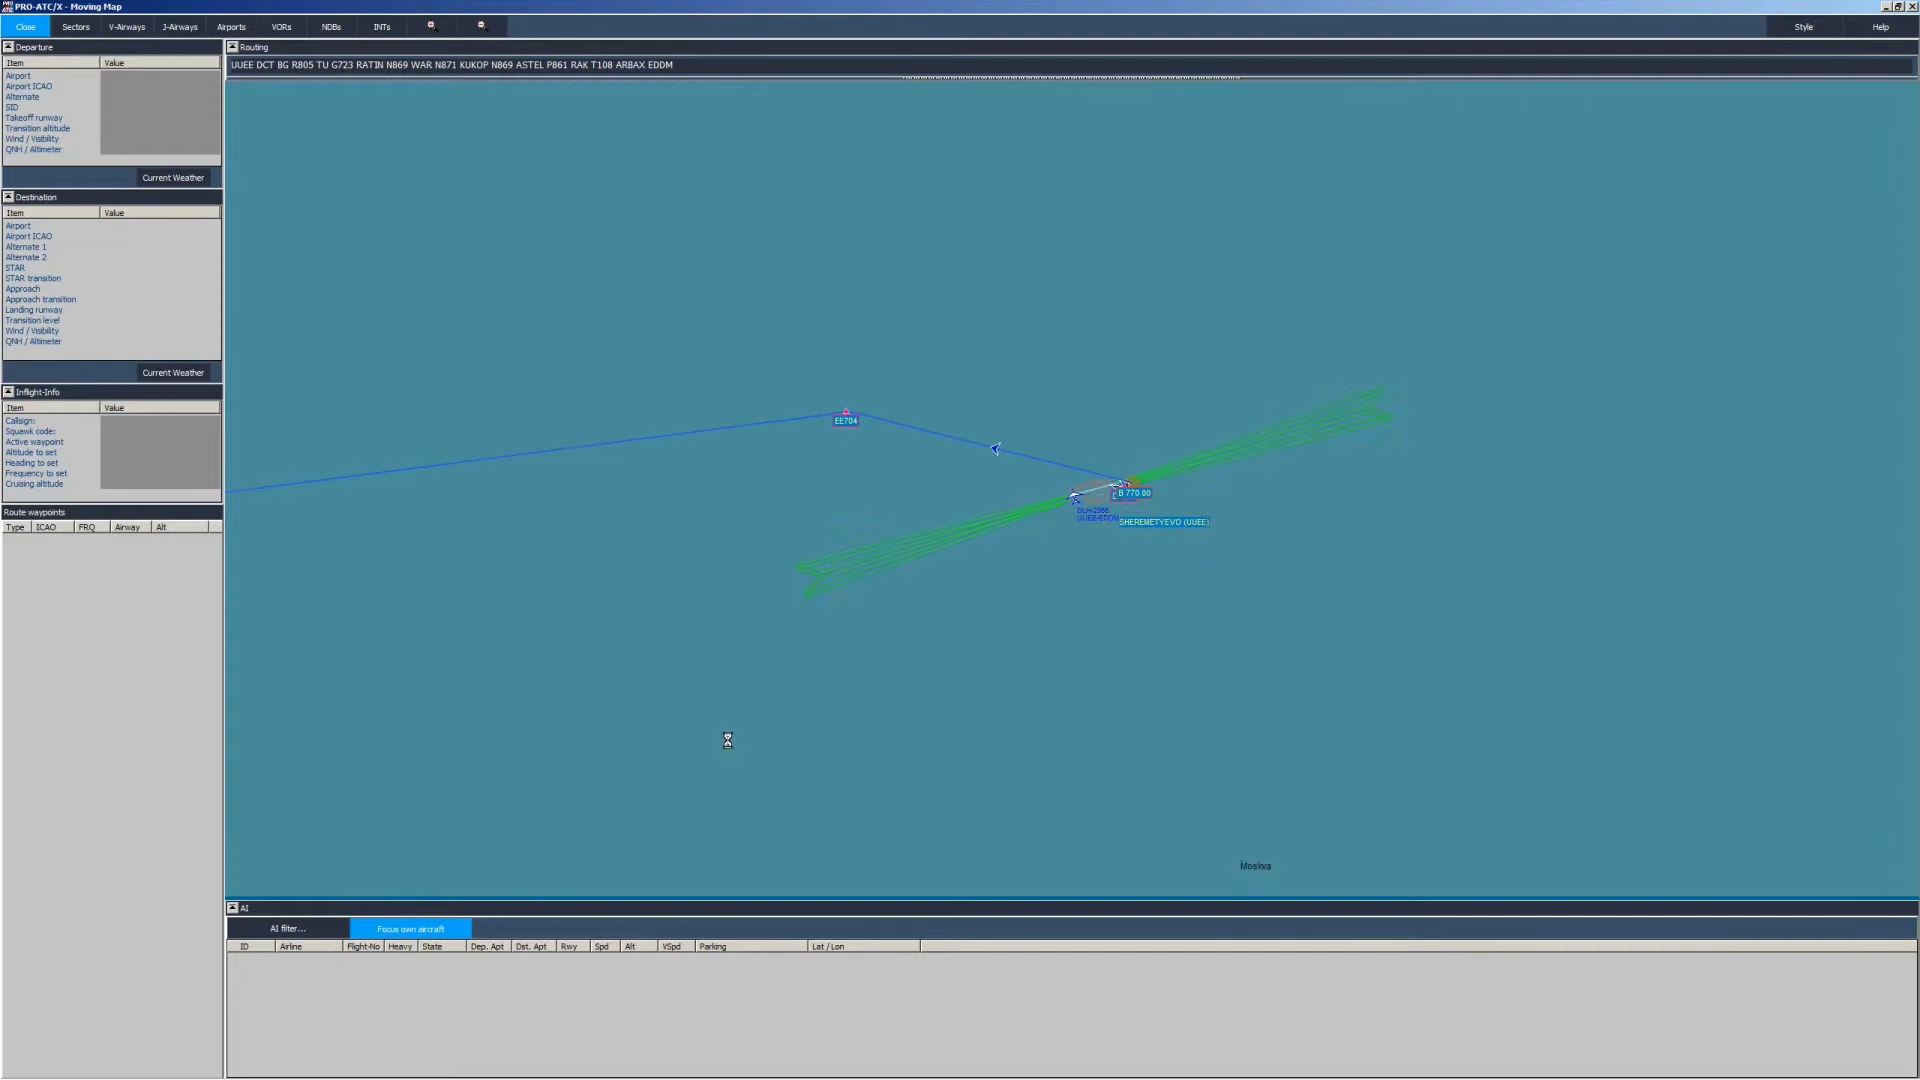 PRO-ATC/X - Moving Map
Close Sectors V-Airways J-Airways Airports VORs NDBs INTs Style Help
Departure
Item Value
Airport
Airport ICAO
Alternate
SID
Takeoff runway
Transition altitude
Wind / Visibility
QNH / Altimeter
Current Weather
Destination
Item Value
Airport
Airport ICAO
Alternate 1
Alternate 2
STAR
STAR transition
Approach
Approach transition
Landing runway
Transition level
Wind / Visibility
QNH / Altimeter
Current Weather
Inflight-Info
Item Value
Callsign:
Squawk code:
Active waypoint
Altitude to set
Heading to set
Frequency to set
Cruising altitude
Route waypoints
Type ICAO FRQ Airway Alt
Routing
UUEE DCT BG R805 TU G723 RATIN N869 WAR N871 KUKOP N869 ASTEL P861 RAK T108 ARBAX EDDM
EE704
B 770.00
UUEE-EDDM
SHEREMETYEVO (UUEE)
Moskva
AI
AI filter... Focus own aircraft
ID Airline Flight-No Heavy State Dep. Apt Dst. Apt Rwy Spd Alt VSpd Parking Lat / Lon